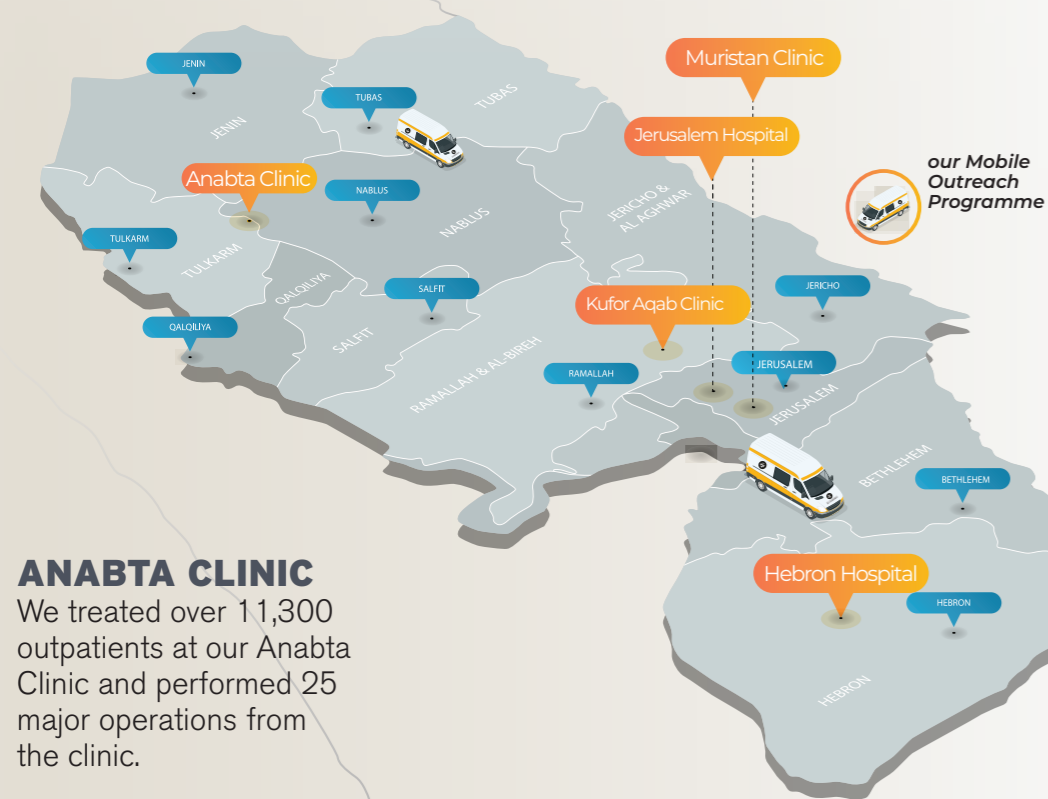 Muristan Clinic
JENIN
TUBAS
TUBAS
JENIN
Jerusalem Hospital
our Mobile
Outreach
Programme
Anabta Clinic
NABLUS
NABLUS
JERICHO &
AL AGHWAR
TULKARM
TULKARM
QALQILIYA
SALFIT
JERICHO
Kufor Aqab Clinic
QALQILIYA
SALFIT
RAMALLAH & AL-BIREH
RAMALLAH
JERUSALEM
JERUSALEM
BETHLEHEM
BETHLEHEM
Hebron Hospital
HEBRON
HEBRON
ANABTA CLINIC
We treated over 11,300
outpatients at our Anabta
Clinic and performed 25
major operations from
the clinic.